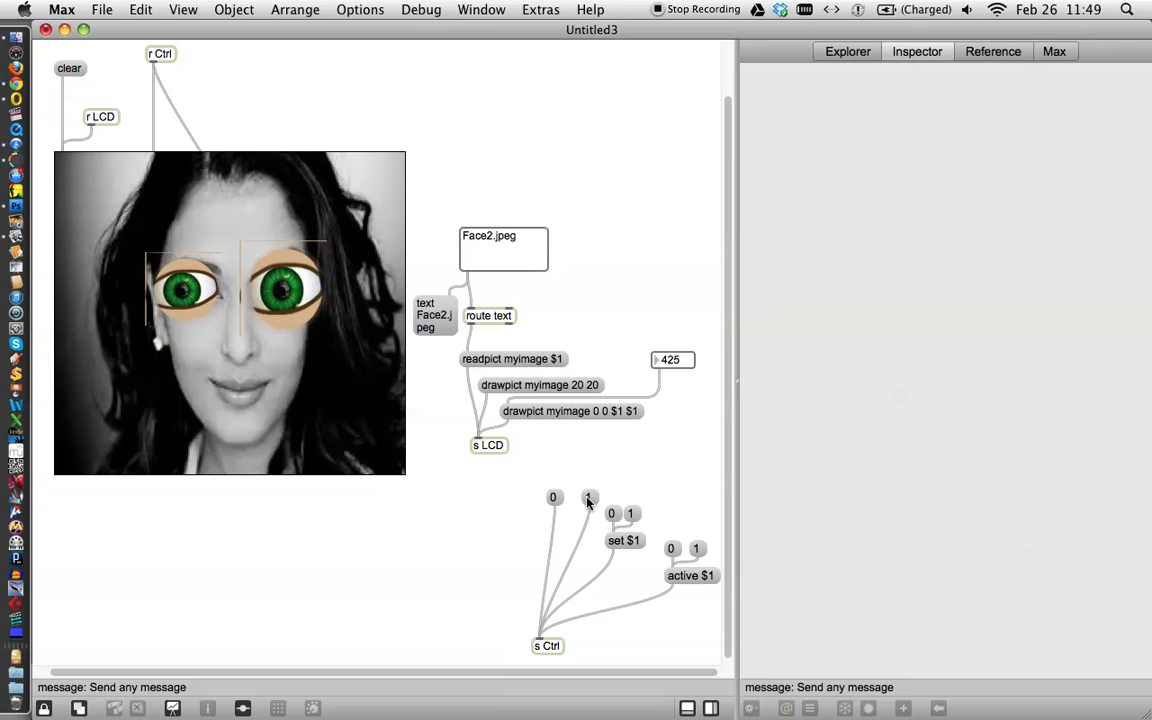 Max File Edit View Object Arrange Options Debug Window Extras Help Stop Recording (Charged) Feb 26 11:49
Untitled3
r Ctrl
clear
r LCD
Face2.jpeg
text
Face2.j
peg
route text
readpict myimage $1
425
drawpict myimage 20 20
drawpict myimage 0 0 $1 $1
s LCD
0 1
0 1
set $1
0 1
active $1
s Ctrl
message: Send any message
Explorer Inspector Reference Max
message: Send any message